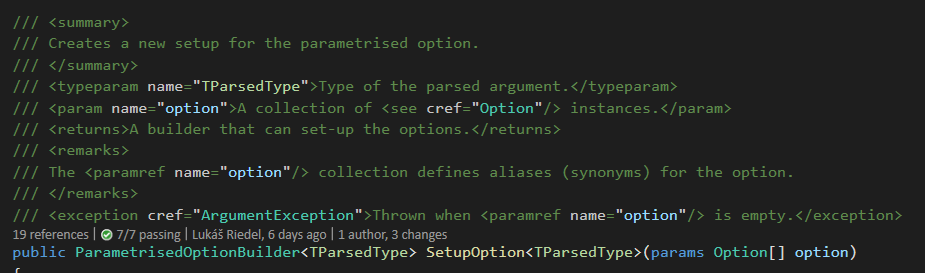 /// <summary>
/// Creates a new setup for the parametrised option.
/// </summary>
/// <typeparam name="TParsedType">Type of the parsed argument.</typeparam>
/// <param name="option">A collection of <see cref="Option"/> instances.</param>
/// <returns>A builder that can set-up the options.</returns>
/// <remarks>
/// The <paramref name="option"/> collection defines aliases (synonyms) for the option.
/// </remarks>
/// <exception cref="ArgumentException">Thrown when <paramref name="option"/> is empty.</exception>
19 references | 7/7 passing | Lukáš Riedel, 6 days ago | 1 author, 3 changes
public ParametrisedOptionBuilder<TParsedType> SetupOption<TParsedType>(params Option[] option)
{